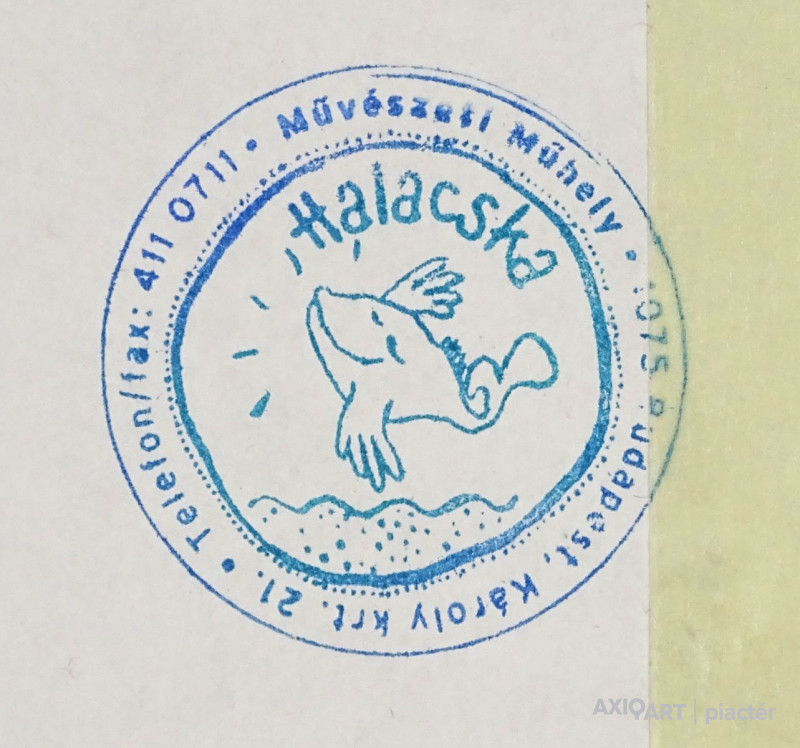 Halacska
Művészeti Műhely • 1075 Budapest, Károly krt. 21. • Telefon/fax: 411 0711 •
AXIOART | piactér